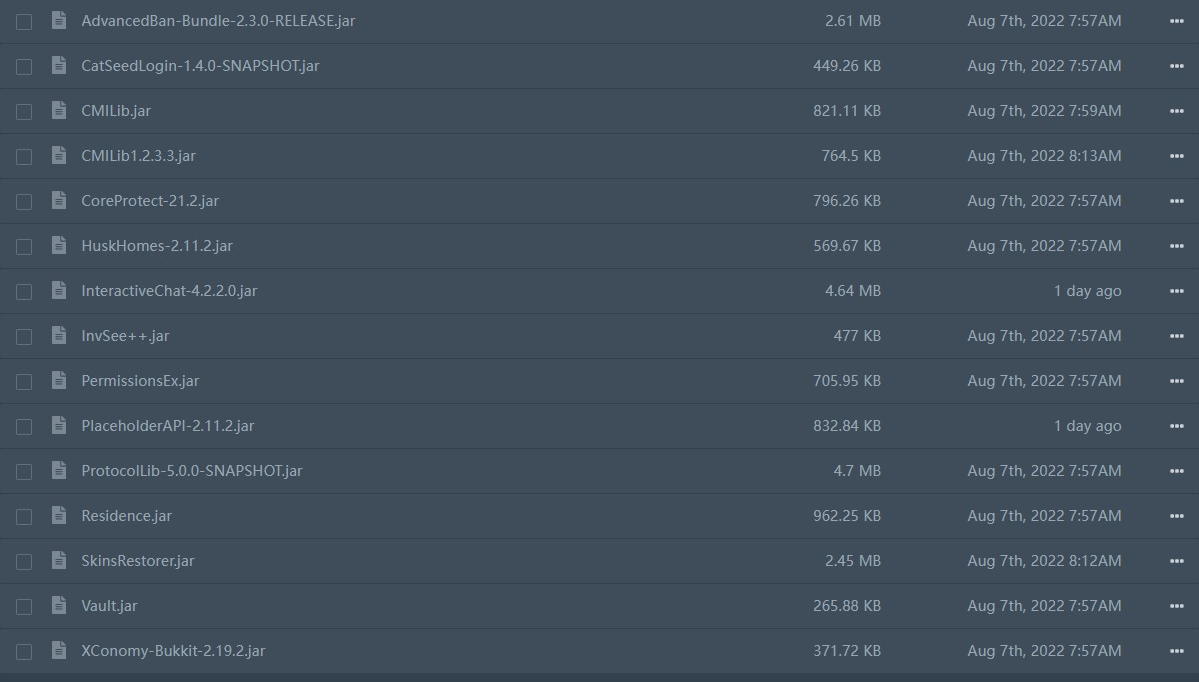 AdvancedBan-Bundle-2.3.0-RELEASE.jar 2.61 MB Aug 7th, 2022 7:57AM
CatSeedLogin-1.4.0-SNAPSHOT.jar 449.26 KB Aug 7th, 2022 7:57AM
CMILib.jar 821.11 KB Aug 7th, 2022 7:59AM
CMILib1.2.3.3.jar 764.5 KB Aug 7th, 2022 8:13AM
CoreProtect-21.2.jar 796.26 KB Aug 7th, 2022 7:57AM
HuskHomes-2.11.2.jar 569.67 KB Aug 7th, 2022 7:57AM
InteractiveChat-4.2.2.0.jar 4.64 MB 1 day ago
InvSee++.jar 477 KB Aug 7th, 2022 7:57AM
PermissionsEx.jar 705.95 KB Aug 7th, 2022 7:57AM
PlaceholderAPI-2.11.2.jar 832.84 KB 1 day ago
ProtocolLib-5.0.0-SNAPSHOT.jar 4.7 MB Aug 7th, 2022 7:57AM
Residence.jar 962.25 KB Aug 7th, 2022 7:57AM
SkinsRestorer.jar 2.45 MB Aug 7th, 2022 8:12AM
Vault.jar 265.88 KB Aug 7th, 2022 7:57AM
XConomy-Bukkit-2.19.2.jar 371.72 KB Aug 7th, 2022 7:57AM